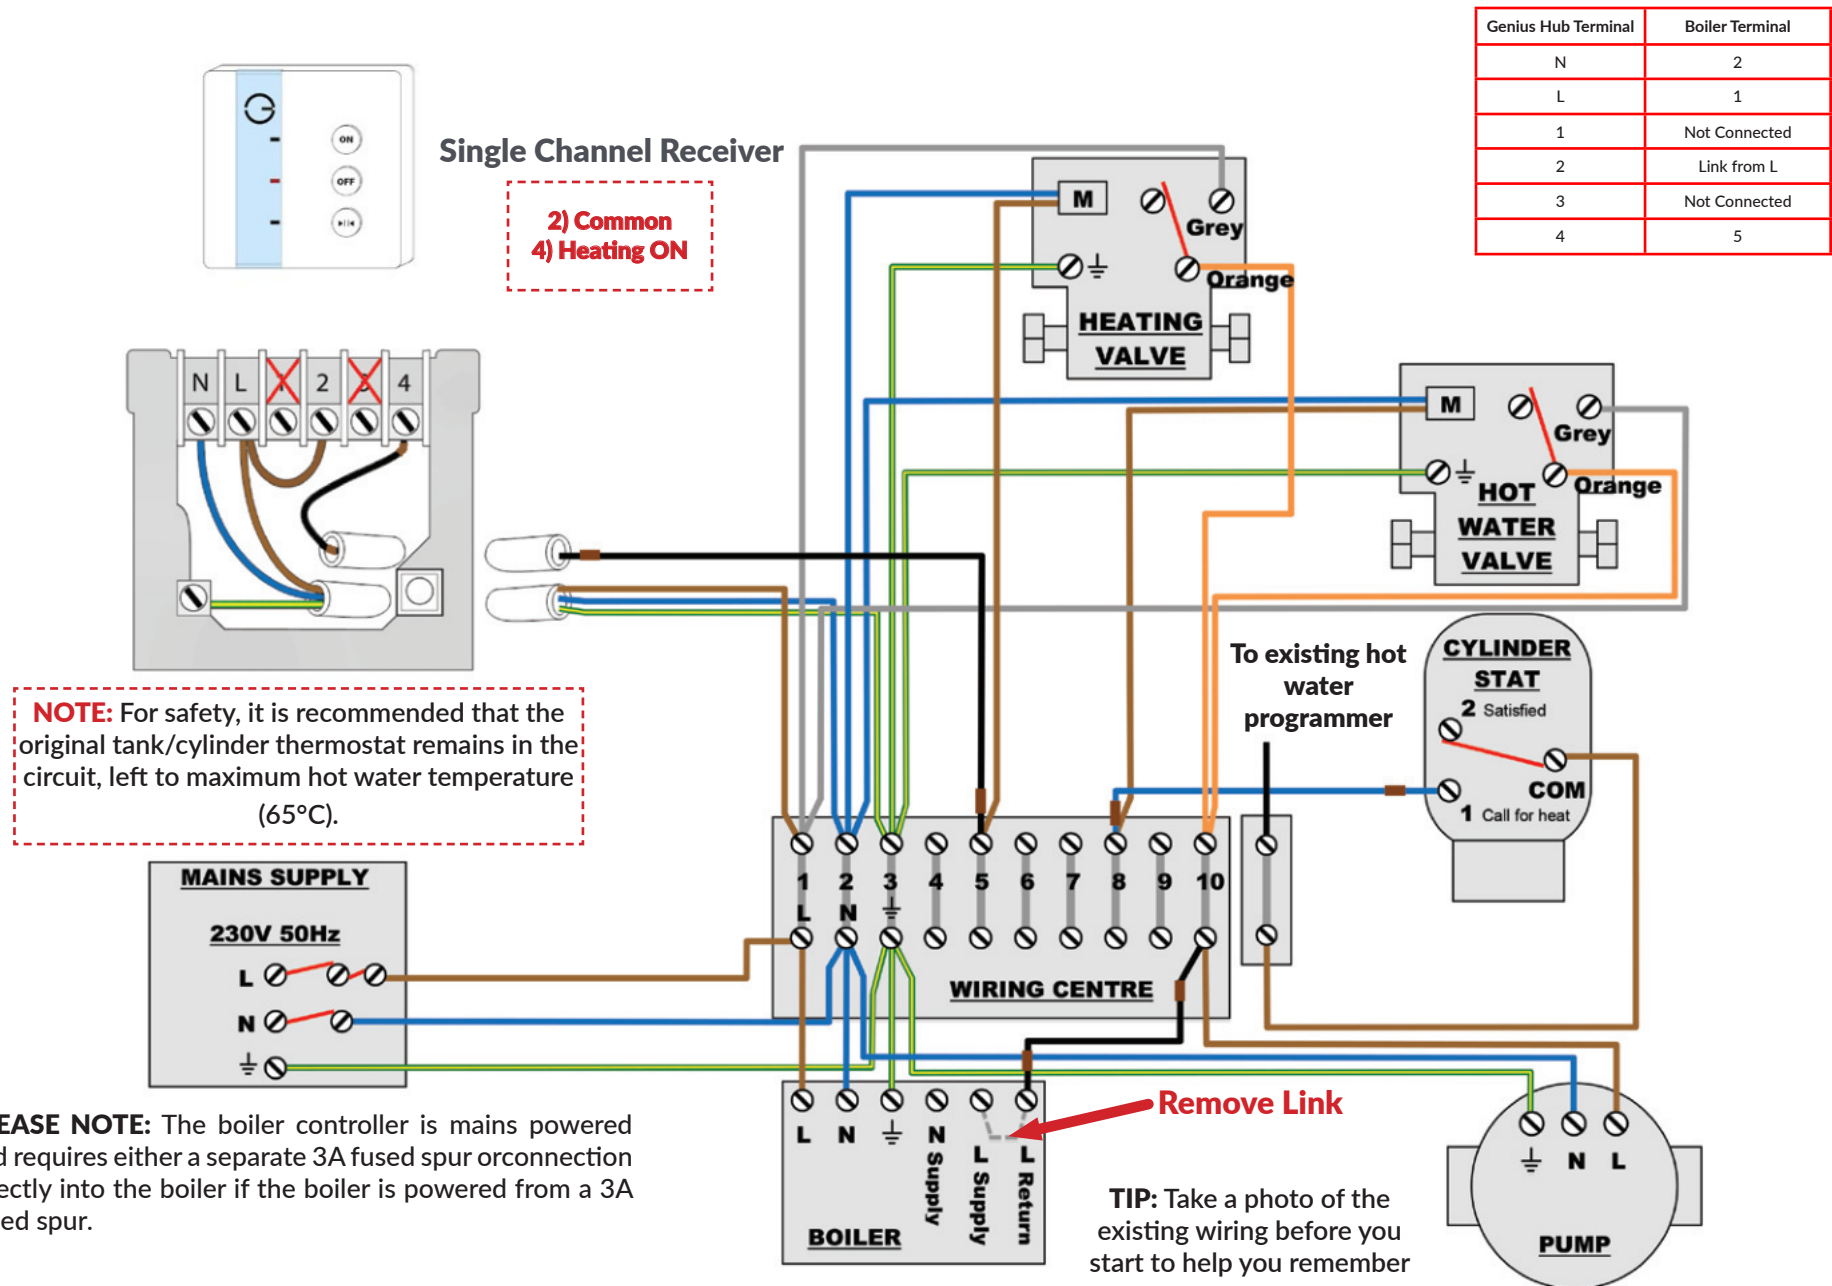 Genius Hub Terminal Boiler Terminal
N 2
L 1
1 Not Connected
2 Link from L
3 Not Connected
4 5
ON
OFF
Single Channel Receiver
2) Common
4) Heating ON
M
Grey
Orange
HEATING
VALVE
N L 2 4
M
Grey
Orange
HOT
WATER
VALVE
To existing hot
water
programmer
CYLINDER
STAT
2 Satisfied
COM
1 Call for heat
NOTE: For safety, it is recommended that the
original tank/cylinder thermostat remains in the
circuit, left to maximum hot water temperature
(65°C).
1 2 3 4 5 6 7 8 9 10
L N
WIRING CENTRE
MAINS SUPPLY
230V 50Hz
L
N
EASE NOTE: The boiler controller is mains powered
d requires either a separate 3A fused spur orconnection
ectly into the boiler if the boiler is powered from a 3A
ed spur.
Remove Link
L N N Supply L Supply L Return
BOILER
TIP: Take a photo of the
existing wiring before you
start to help you remember
N L
PUMP